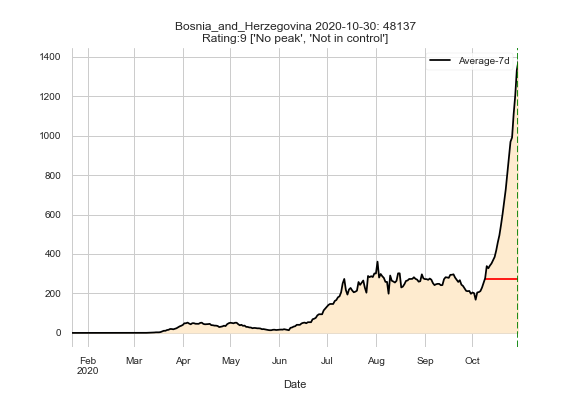 Bosnia_and_Herzegovina 2020-10-30: 48137
Rating:9 ['No peak', 'Not in control']
Average-7d
1400
1200
1000
800
600
400
200
0
Feb Mar Apr May Jun Jul Aug Sep Oct
2020
Date